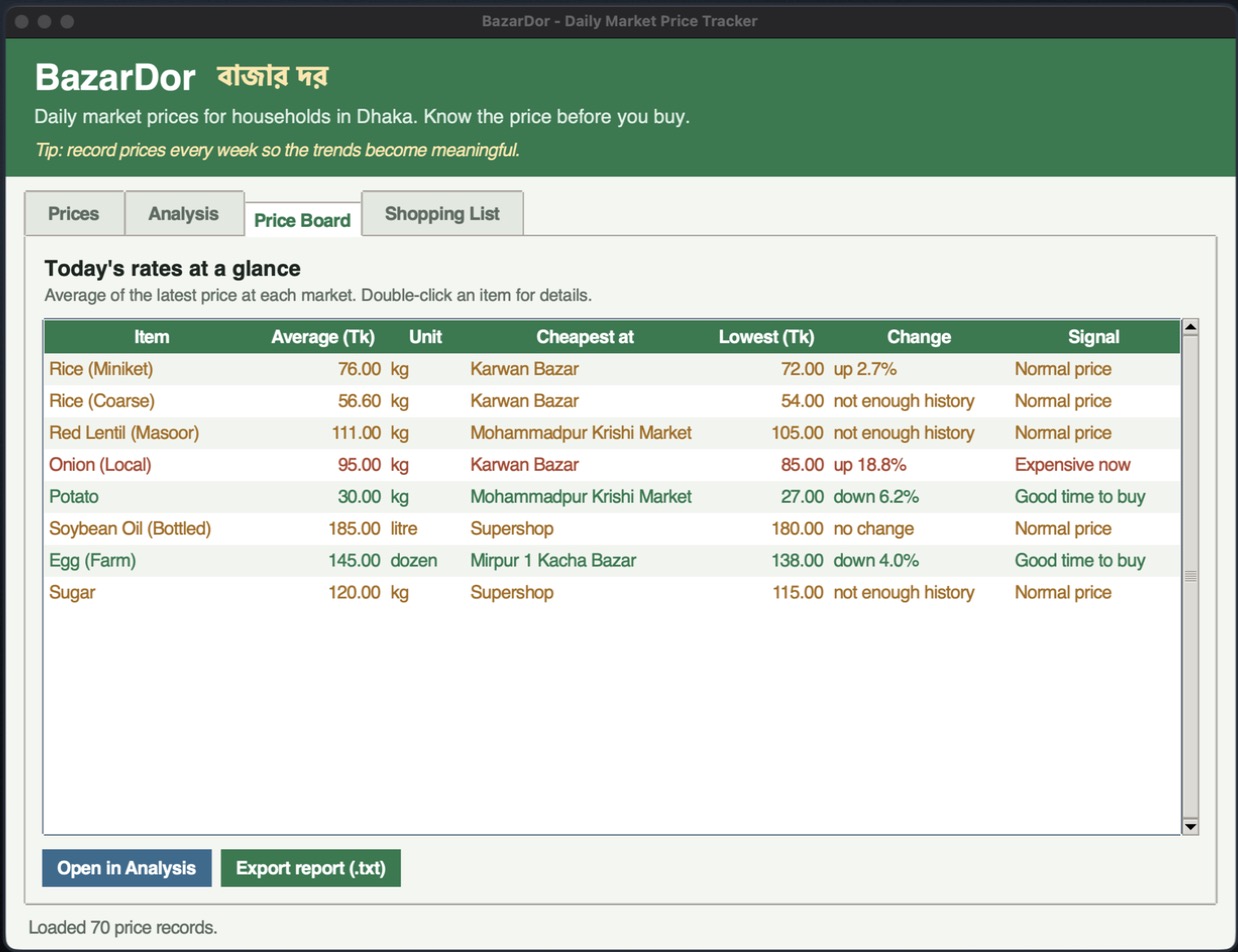 BazarDor - Daily Market Price Tracker
BazarDor বাজার দর
Daily market prices for households in Dhaka. Know the price before you buy.
Tip: record prices every week so the trends become meaningful.
Prices Analysis Price Board Shopping List
Today's rates at a glance
Average of the latest price at each market. Double-click an item for details.
Item Average (Tk) Unit Cheapest at Lowest (Tk) Change Signal
Rice (Miniket) 76.00 kg Karwan Bazar 72.00 up 2.7% Normal price
Rice (Coarse) 56.60 kg Karwan Bazar 54.00 not enough history Normal price
Red Lentil (Masoor) 111.00 kg Mohammadpur Krishi Market 105.00 not enough history Normal price
Onion (Local) 95.00 kg Karwan Bazar 85.00 up 18.8% Expensive now
Potato 30.00 kg Mohammadpur Krishi Market 27.00 down 6.2% Good time to buy
Soybean Oil (Bottled) 185.00 litre Supershop 180.00 no change Normal price
Egg (Farm) 145.00 dozen Mirpur 1 Kacha Bazar 138.00 down 4.0% Good time to buy
Sugar 120.00 kg Supershop 115.00 not enough history Normal price
Open in Analysis Export report (.txt)
Loaded 70 price records.